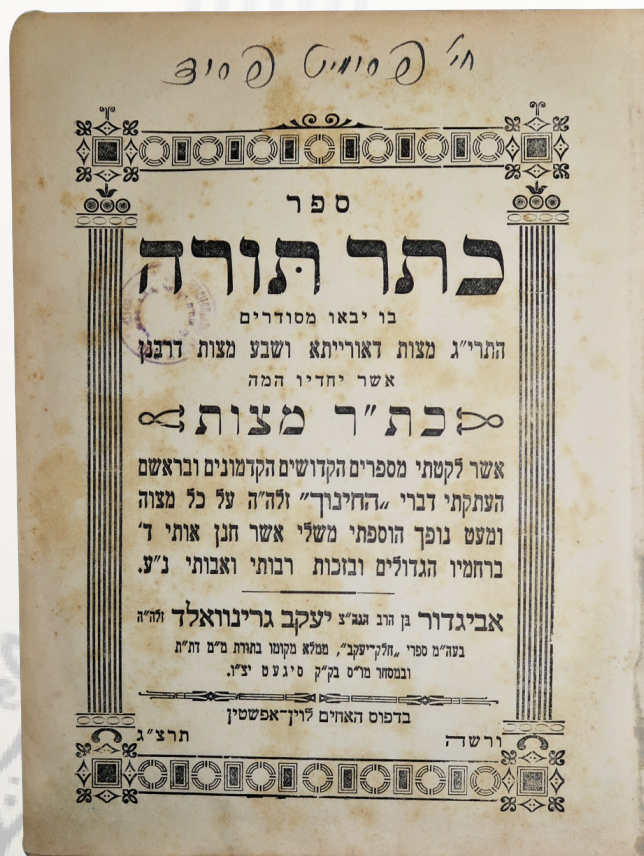 ספר
כתר תורה
בו יבאו מסודרים
התרי״ג מצות דאורייתא ושבע מצות דרבנן
אשר יחדיו המה
כת״ר מצות
אשר לקטתי מספרים הקדושים הקדמונים ובראשם
העתקתי דברי „החינוך״ זלה״ה על כל מצוה
ומעט נופך הוספתי משלי אשר חנן אותי ד׳
ברחמיו הגדולים ובזכות רבותי ואבותי נ״ע.
אביגדור בן הרב הגה״צ יעקב גרינוואלד זלה״ה
בעה״מ ספרי „חלק־יעקב״, ממלא מקומו בתורת מ״מ דת״ת
ובמסחר מו״ס בק״ק סיגעט יצ״ו.
בדפוס האחים לוין־אפשטין
ורשה תרצ״ג